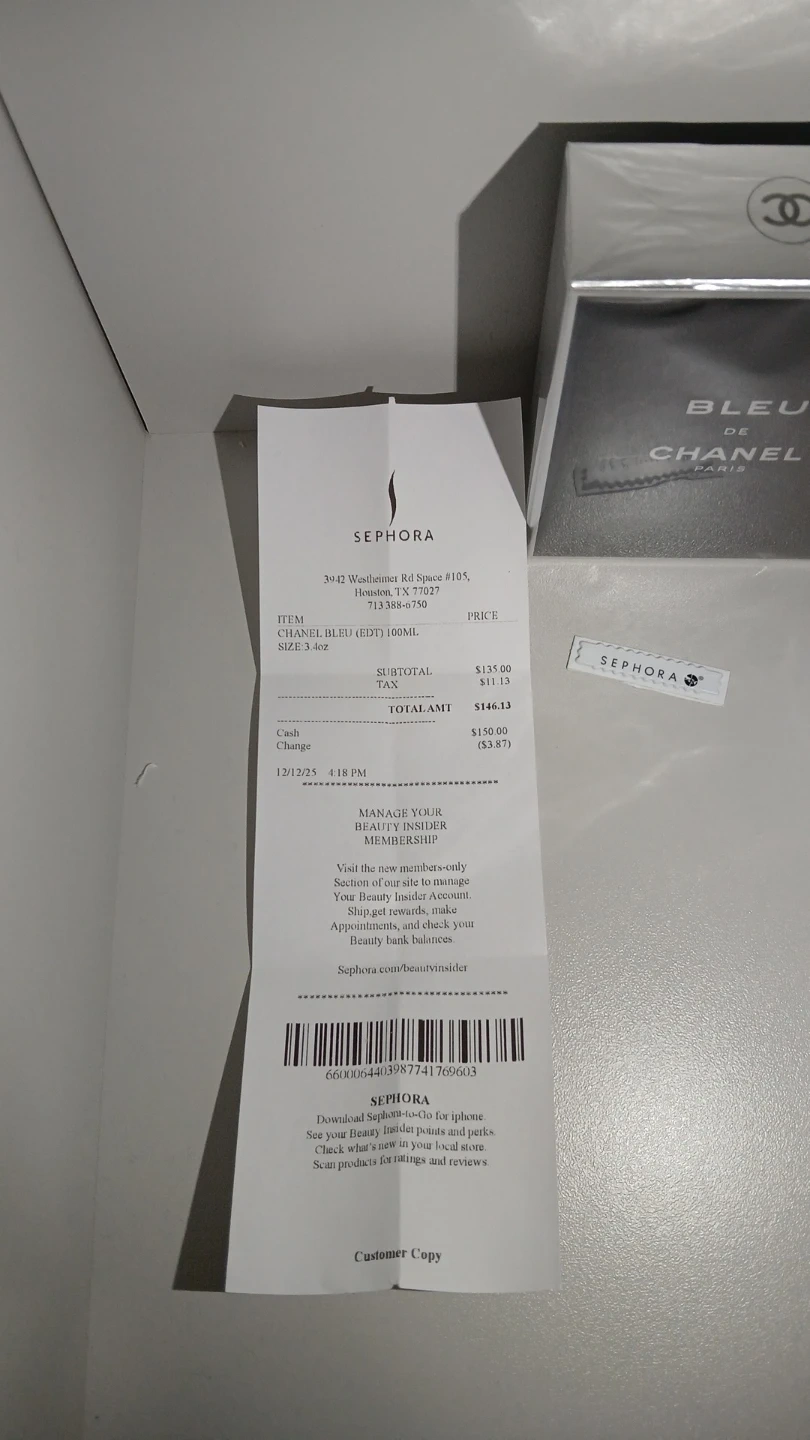 SEPHORA
3942 Westheimer Rd Space #105,
Houston, TX 77027
713 388-6750
ITEM PRICE
CHANEL BLEU (EDT) 100ML
SIZE:3.4oz
SUBTOTAL $135.00
TAX $11.13
TOTAL AMT $146.13
Cash $150.00
Change ($3.87)
12/12/25 4:18 PM
MANAGE YOUR
BEAUTY INSIDER
MEMBERSHIP
Visit the new members-only
Section of our site to manage
Your Beauty Insider Account.
Ship,get rewards, make
Appointments, and check your
Beauty bank balances.
Sephora.com/beautyinsider
6600064403987741769603
SEPHORA
Download Sephora-to-Go for iphone.
See your Beauty Insider points and perks.
Check what's new in your local store.
Scan products for ratings and reviews.
Customer Copy
BLEU
DE
CHANEL
PARIS
SEPHORA